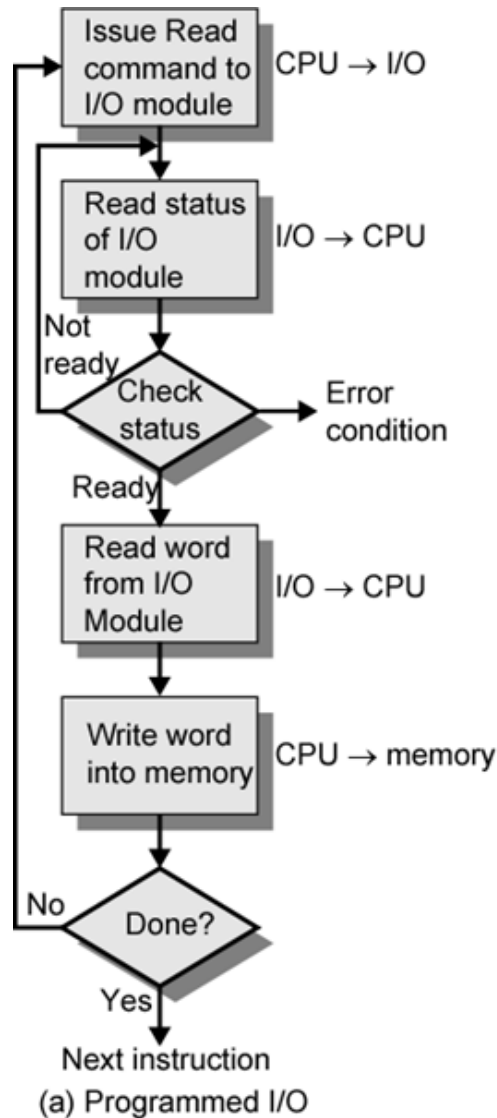 Issue Read
command to
I/O module
CPU → I/O
Read status
of I/O
module
I/O → CPU
Not
ready
Check
status
Error
condition
Ready
Read word
from I/O
Module
I/O → CPU
Write word
into memory
CPU → memory
No
Done?
Yes
Next instruction
(a) Programmed I/O